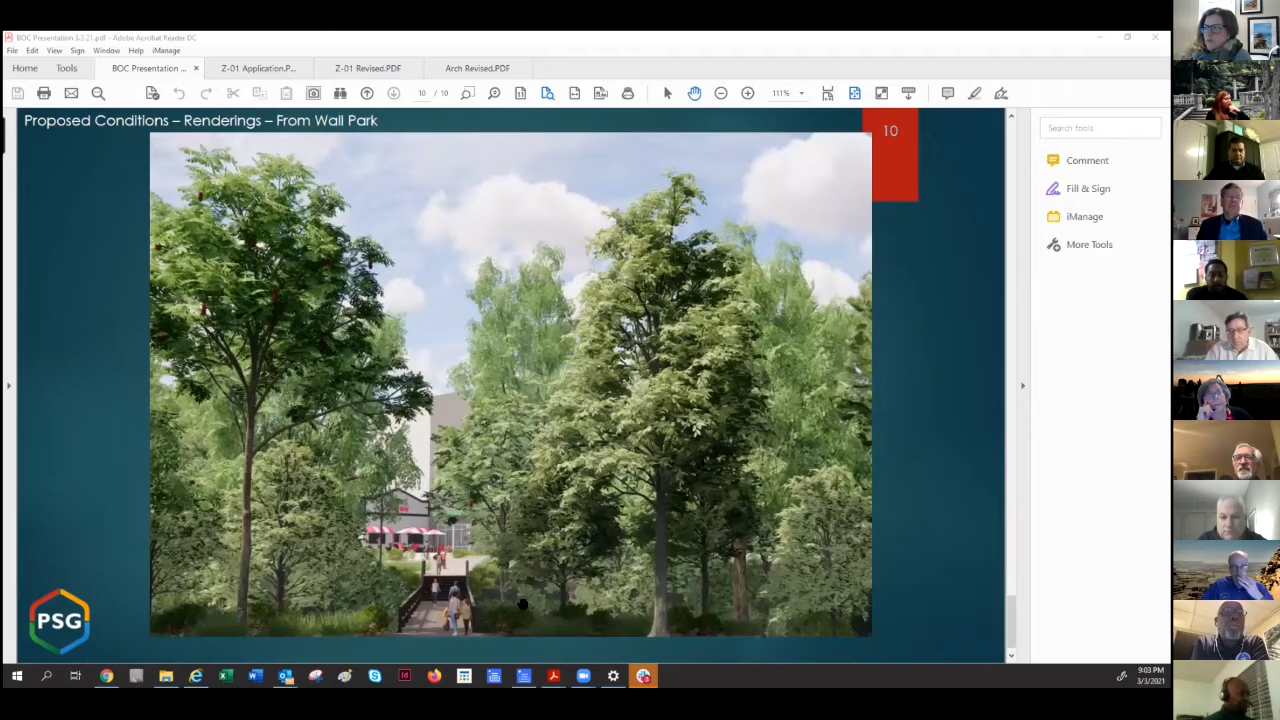 BOC Presentation 3.3.21.pdf - Adobe Acrobat Reader DC
File Edit View Sign Window Help iManage
Home Tools BOC Presentation ... × Z-01 Application.P... Z-01 Revised.PDF Arch Revised.PDF
10 / 10 111%
Proposed Conditions – Renderings – From Wall Park
10
Search tools
Comment
Fill & Sign
iManage
More Tools
PSG
9:03 PM
3/3/2021